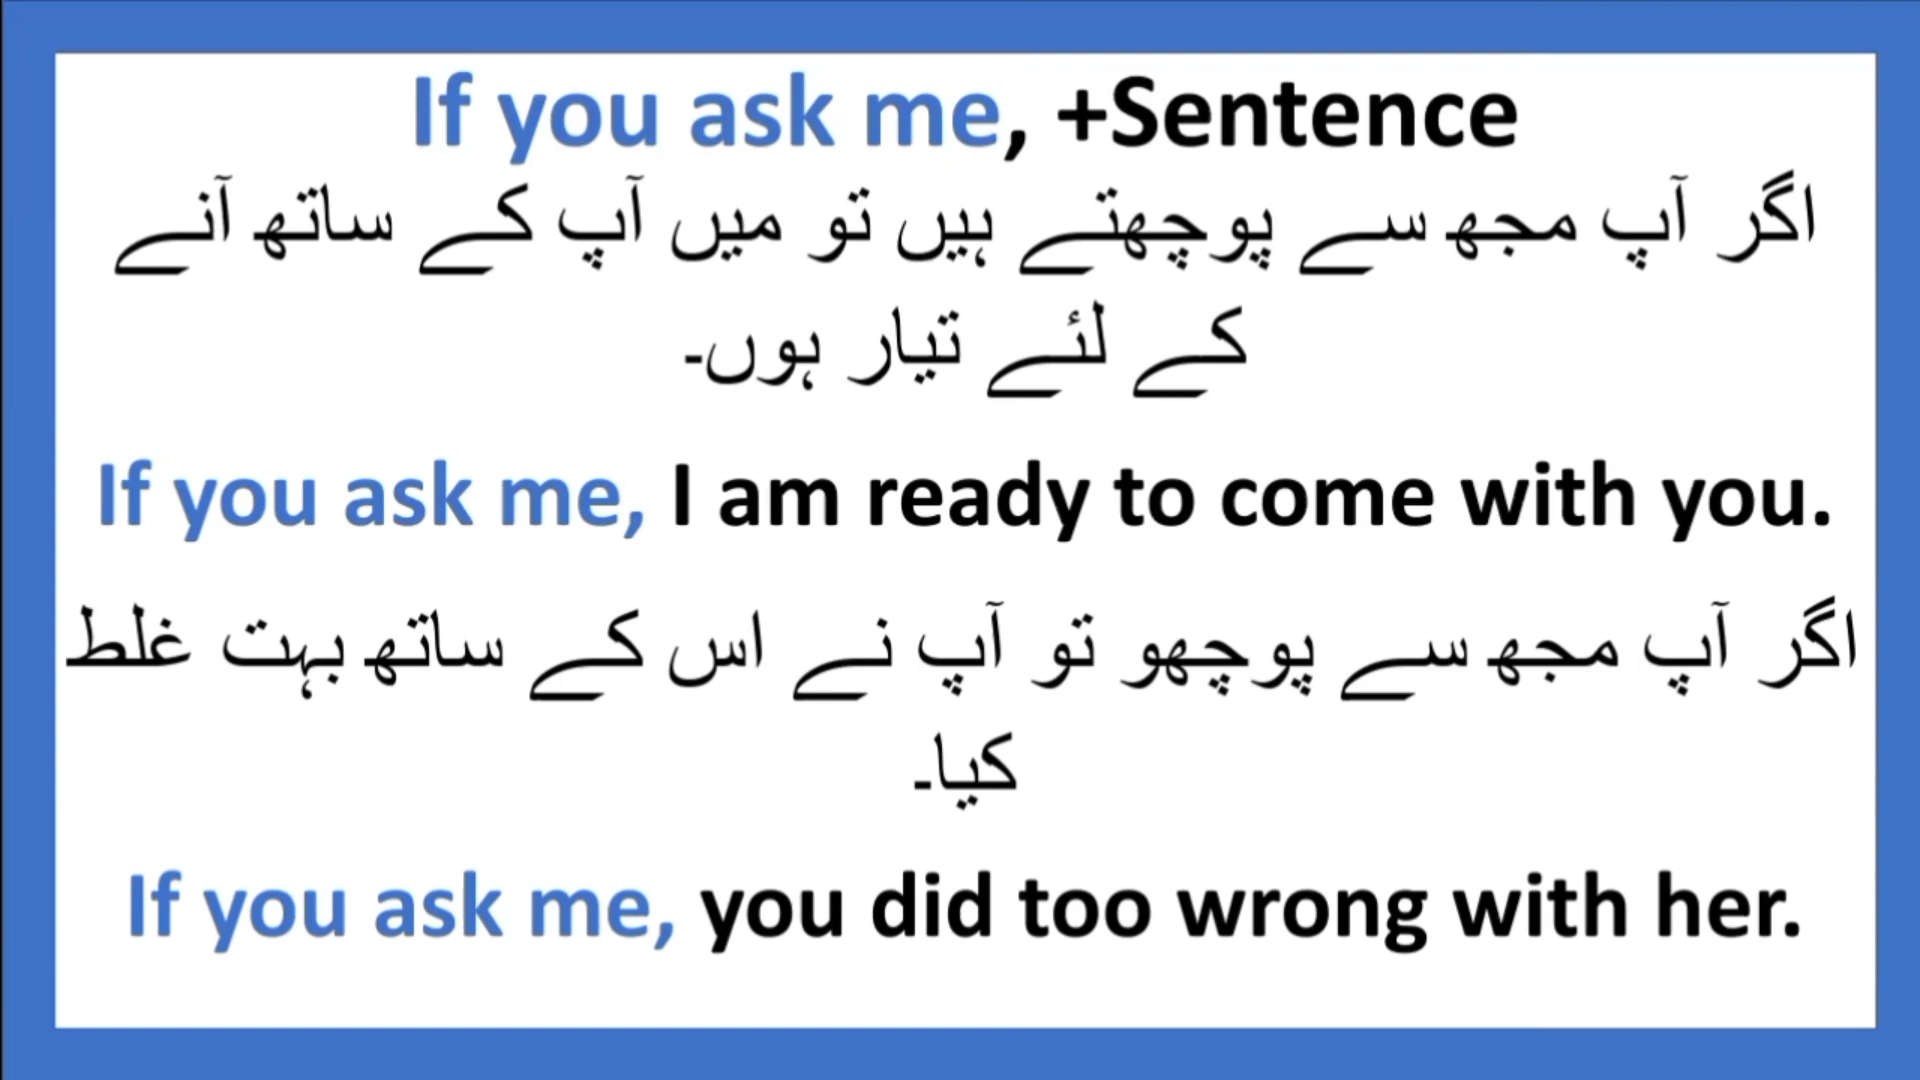 If you ask me, +Sentence
اگر آپ مجھ سے پوچھتے ہیں تو میں آپ کے ساتھ آنے
کے لئے تیار ہوں۔
If you ask me, I am ready to come with you.
اگر آپ مجھ سے پوچھو تو آپ نے اس کے ساتھ بہت غلط
کیا۔
If you ask me, you did too wrong with her.